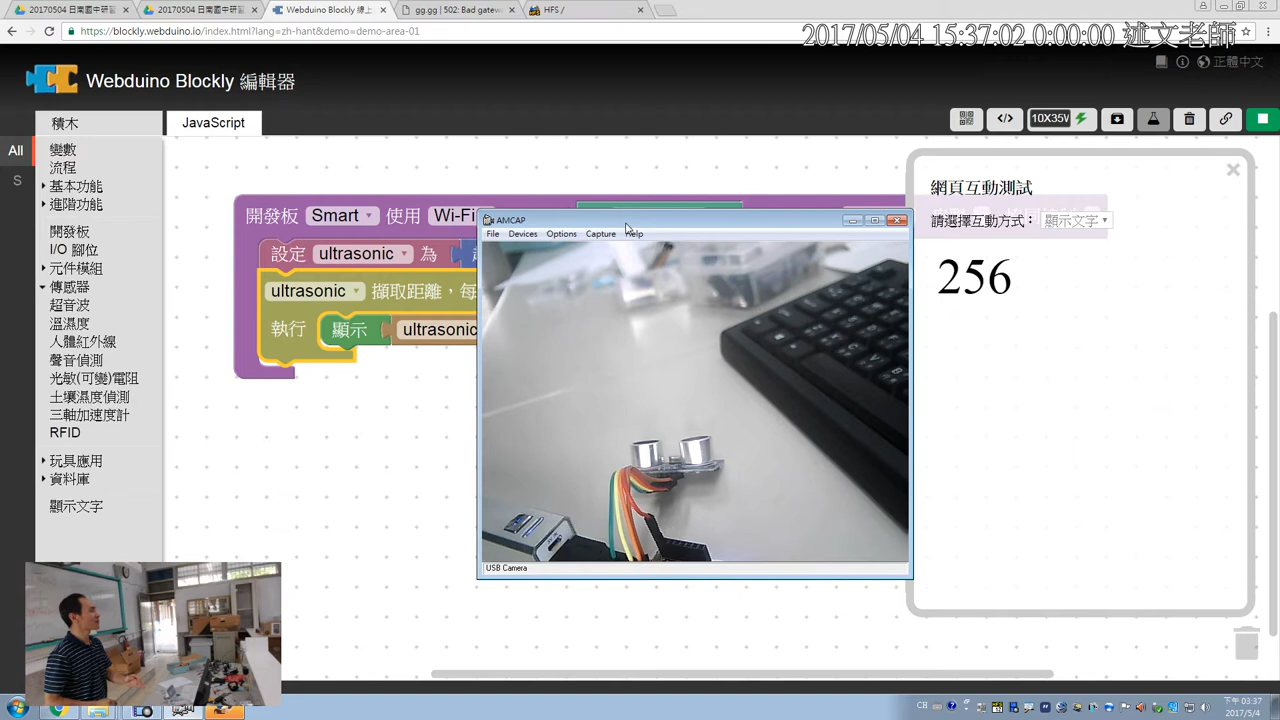 20170504 日南國中研習
20170504 日南國中研習
Webduino Blockly 線上
gg.gg | 502: Bad gatew
HFS /
https://blockly.webduino.io/index.html?lang=zh-hant&demo=demo-area-01
2017/05/04 15:37:02 0:00:00 述文老師
Webduino Blockly 編輯器
正體中文
積木
JavaScript
</>
10X35V
All
S
變數
流程
基本功能
進階功能
開發板
I/O 腳位
元件模組
傳感器
超音波
溫濕度
人體紅外線
聲音偵測
光敏(可變)電阻
土壤濕度偵測
三軸加速度計
RFID
玩具應用
資料庫
顯示文字
開發板 Smart 使用 Wi-Fi
設定 ultrasonic 為
ultrasonic 擷取距離，每
執行 顯示 ultrasonic
AMCAP
File Devices Options Capture Help
USB Camera
網頁互動測試
請選擇互動方式： 顯示文字
256
CH
下午 03:37
2017/5/4